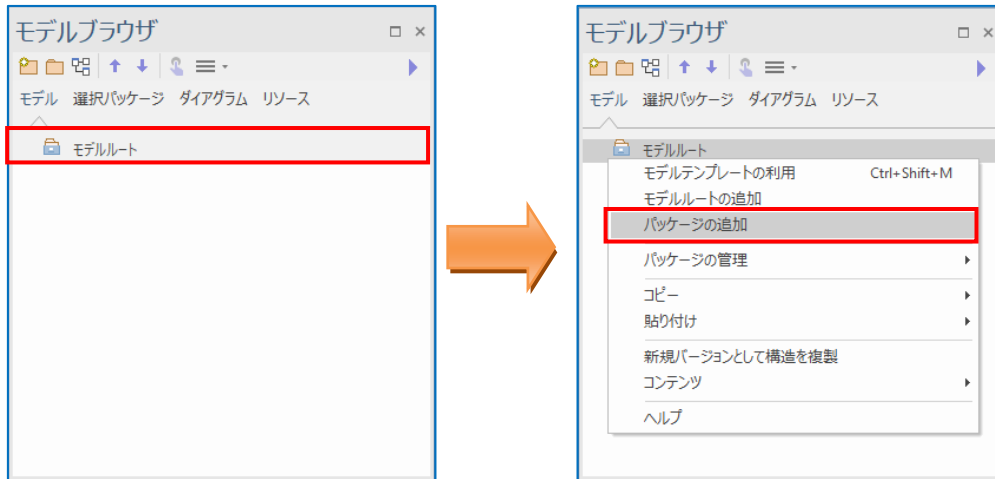 モデルブラウザ
モデル 選択パッケージ ダイアグラム リソース
モデルルート
モデルブラウザ
モデル 選択パッケージ ダイアグラム リソース
モデルルート
モデルテンプレートの利用 Ctrl+Shift+M
モデルルートの追加
パッケージの追加
パッケージの管理
コピー
貼り付け
新規バージョンとして構造を複製
コンテンツ
ヘルプ